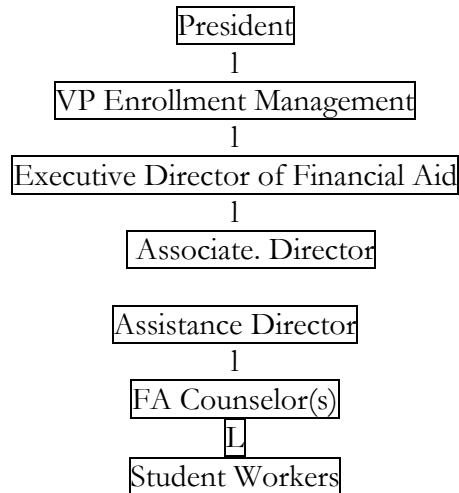 President
l
VP Enrollment Management
l
Executive Director of Financial Aid
l
Associate. Director
Assistance Director
l
FA Counselor(s)
L
Student Workers